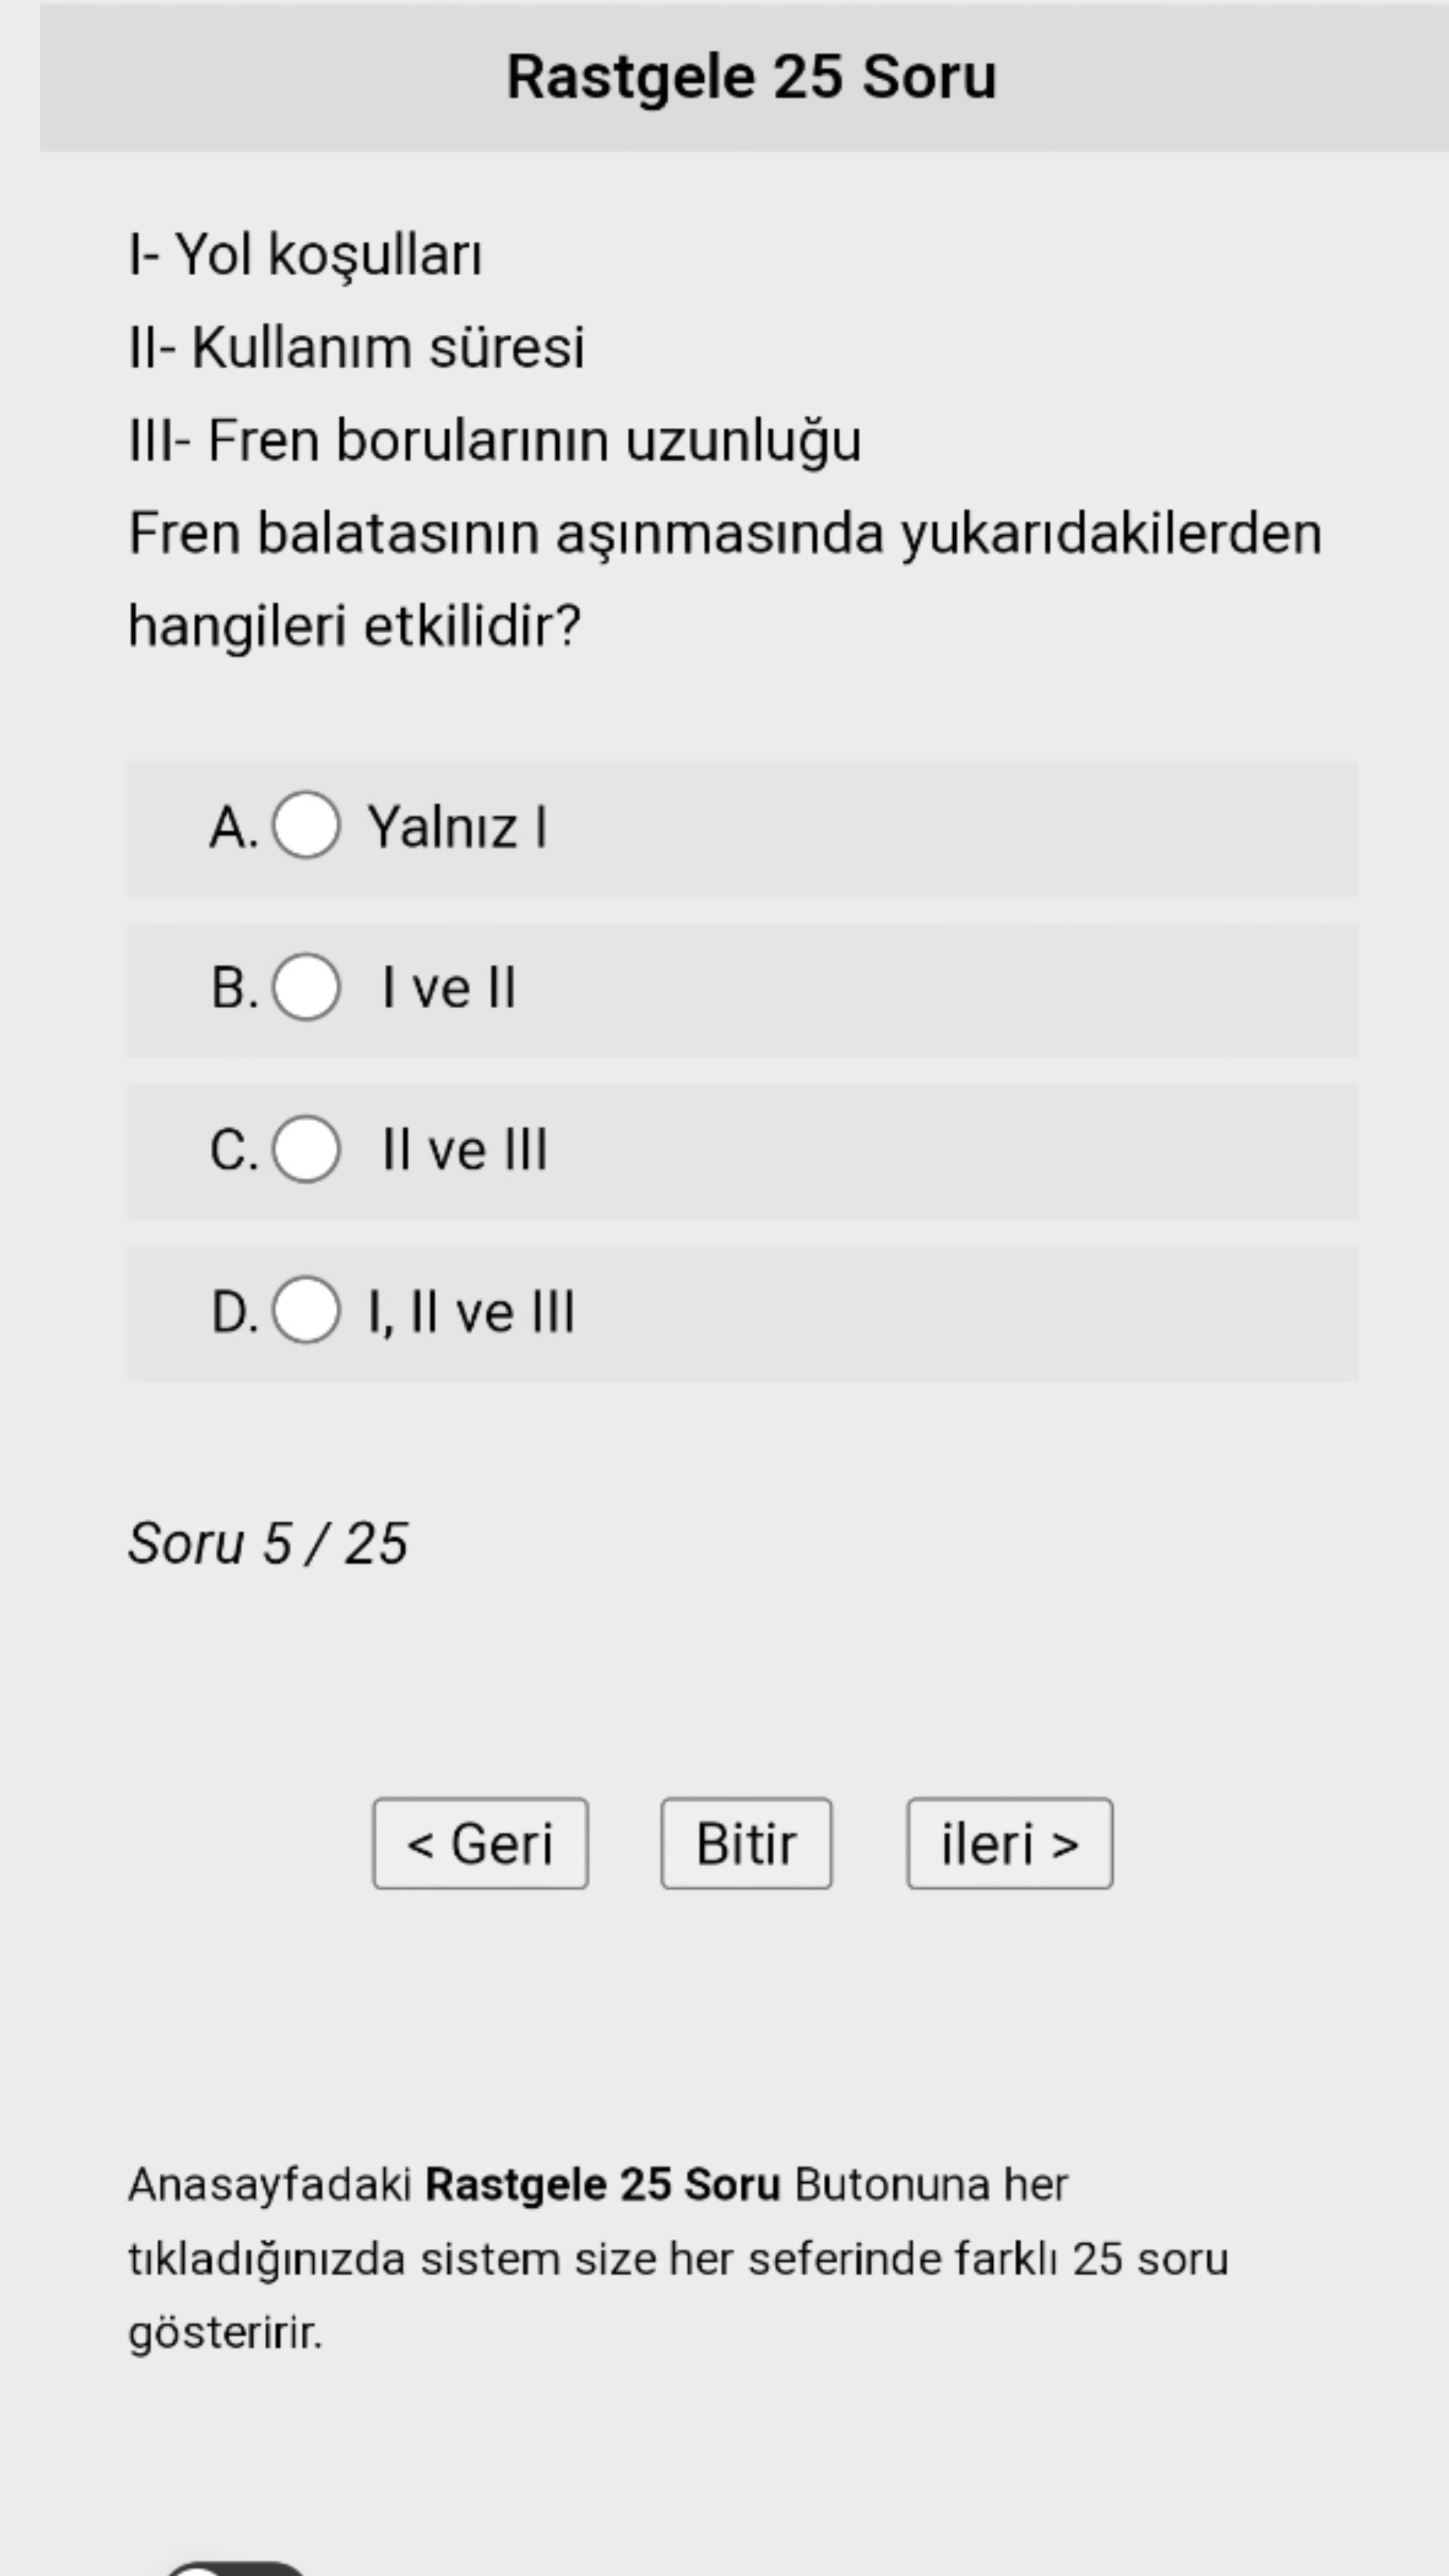 Rastgele 25 Soru
I- Yol koşulları
II- Kullanım süresi
III- Fren borularının uzunluğu
Fren balatasının aşınmasında yukarıdakilerden
hangileri etkilidir?
A. Yalnız I
B. I ve II
C. II ve III
D. I, II ve III
Soru 5 / 25
< Geri Bitir ileri >
Anasayfadaki Rastgele 25 Soru Butonuna her
tıkladığınızda sistem size her seferinde farklı 25 soru
gösteririr.